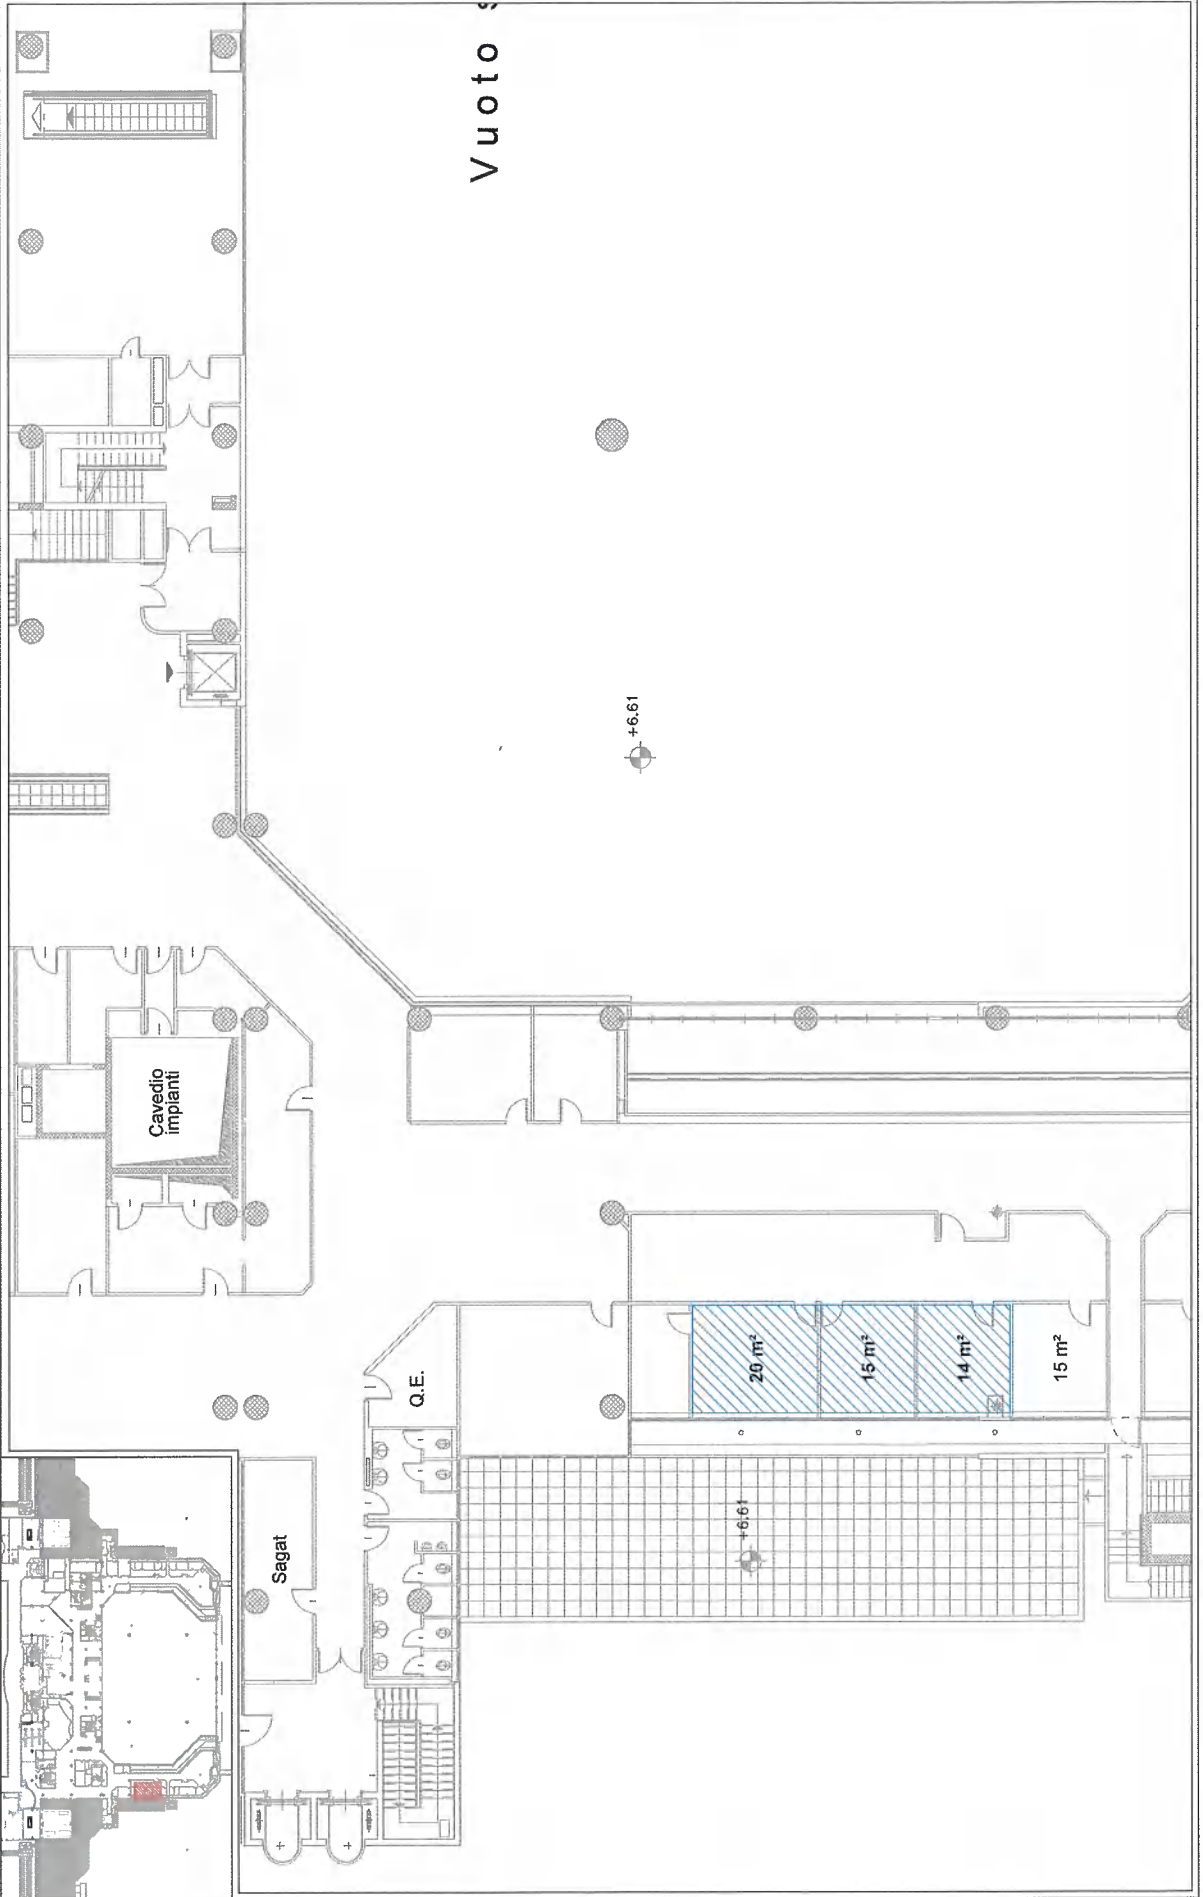 Vuoto
+6.61
Cavedio
impianti
Q.E.
20 m²
15 m²
14 m²
15 m²
Sagat
+6.61